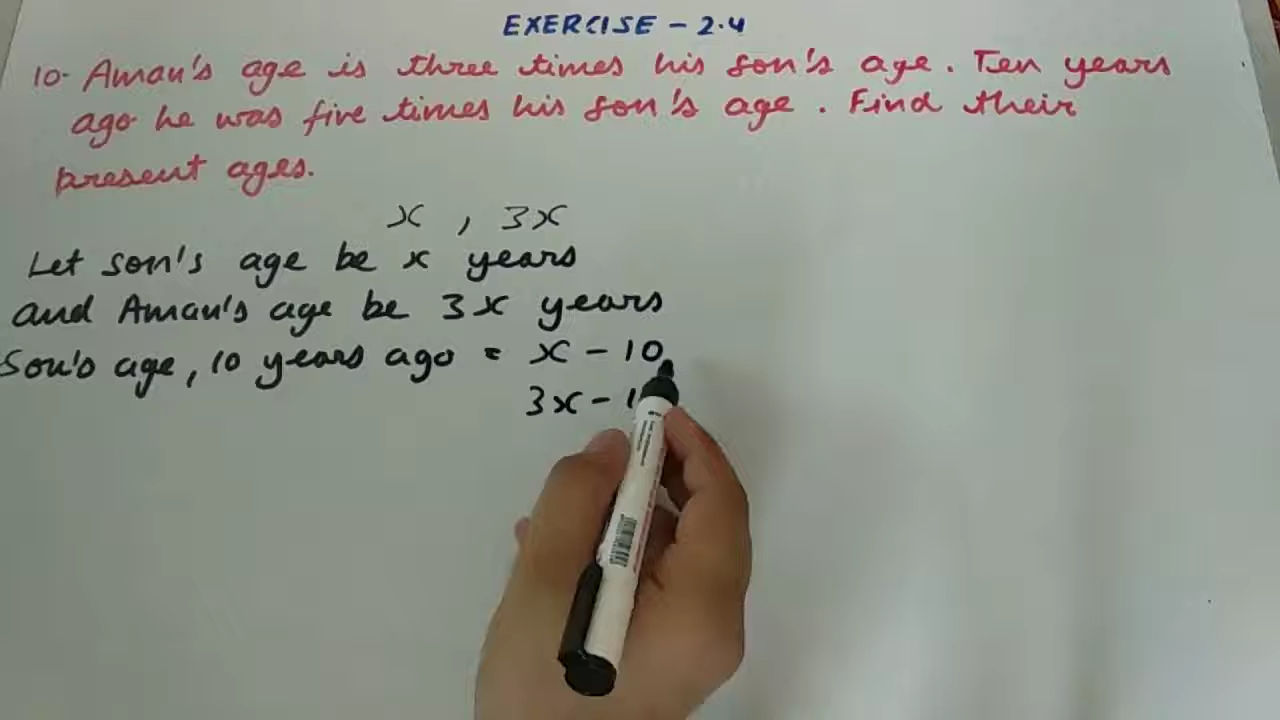 EXERCISE - 2.4
10. Aman's age is three times his son's age. Ten years
ago he was five times his son's age. Find their
present ages.
x , 3x
Let son's age be x years
and Aman's age be 3x years
Son's age, 10 years ago = x - 10
3x - 1